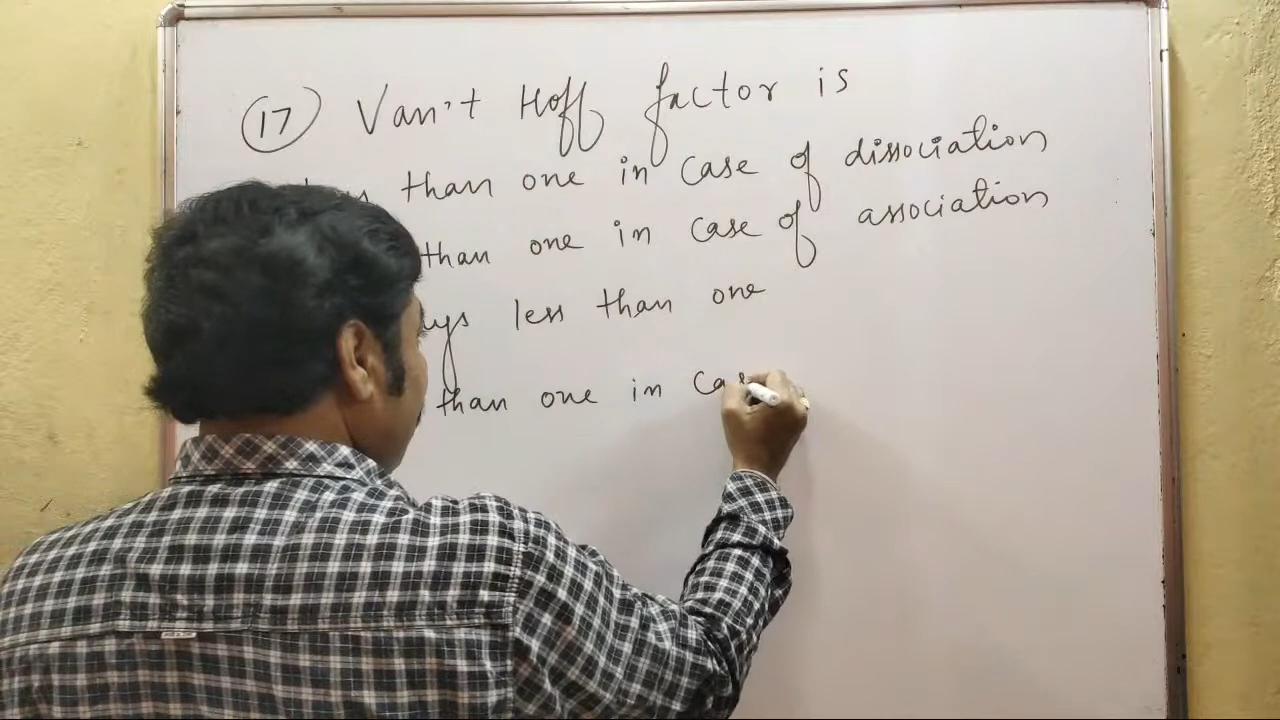 (17) Van't Hoff factor is
than one in case of dissociation
than one in case of association
less than one
than one in